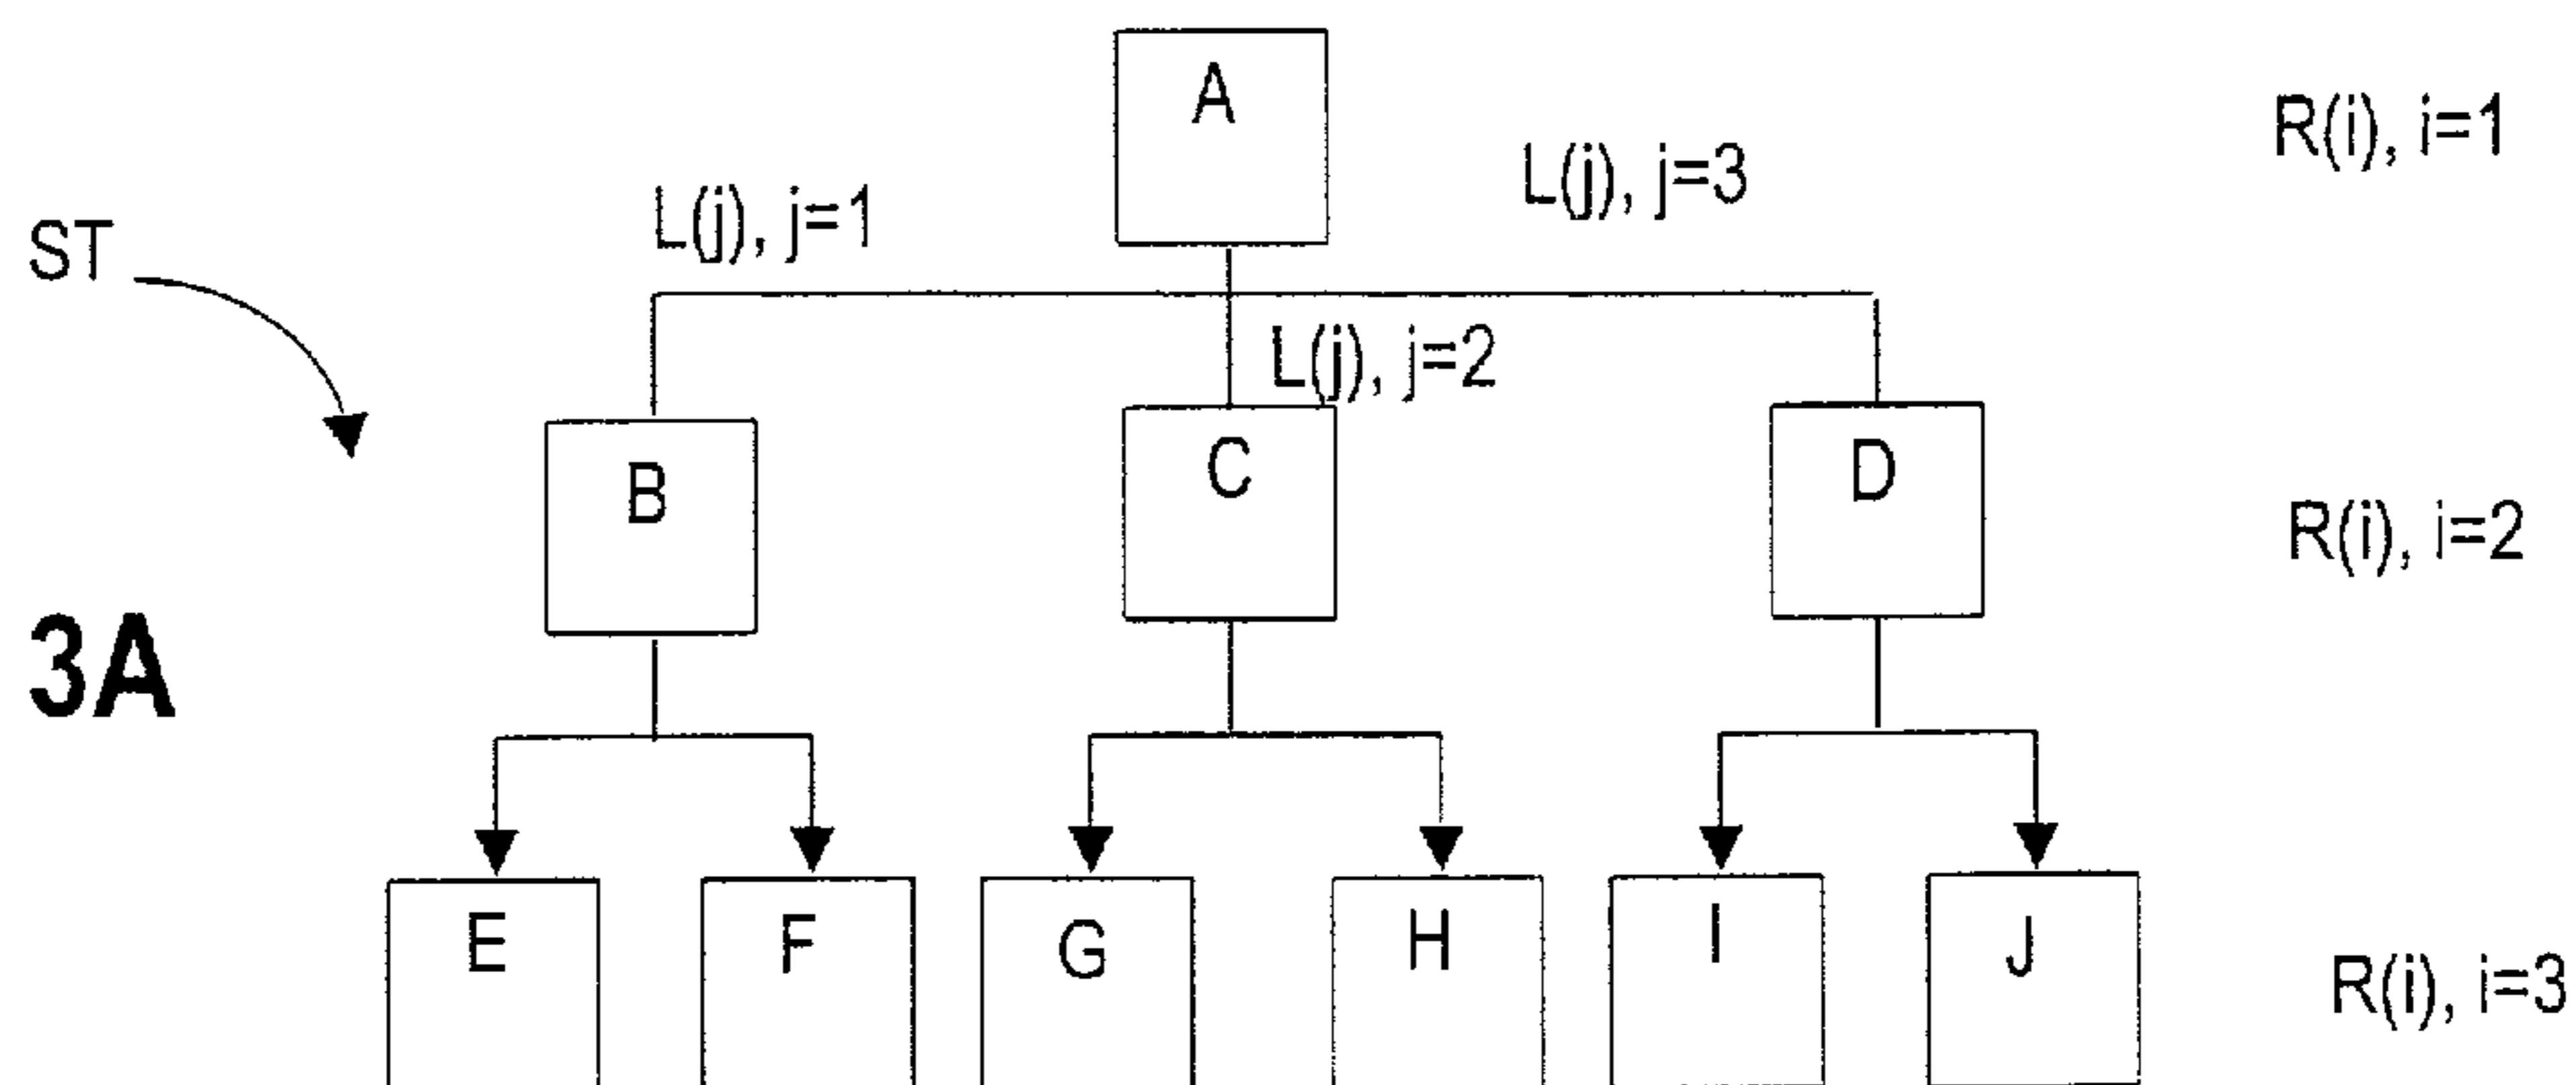 A
R(i), i=1
L(j), j=3
L(j), j=1
ST
L(j), j=2
B
C
D
R(i), i=2
3A
E
F
G
H
I
J
R(i), i=3